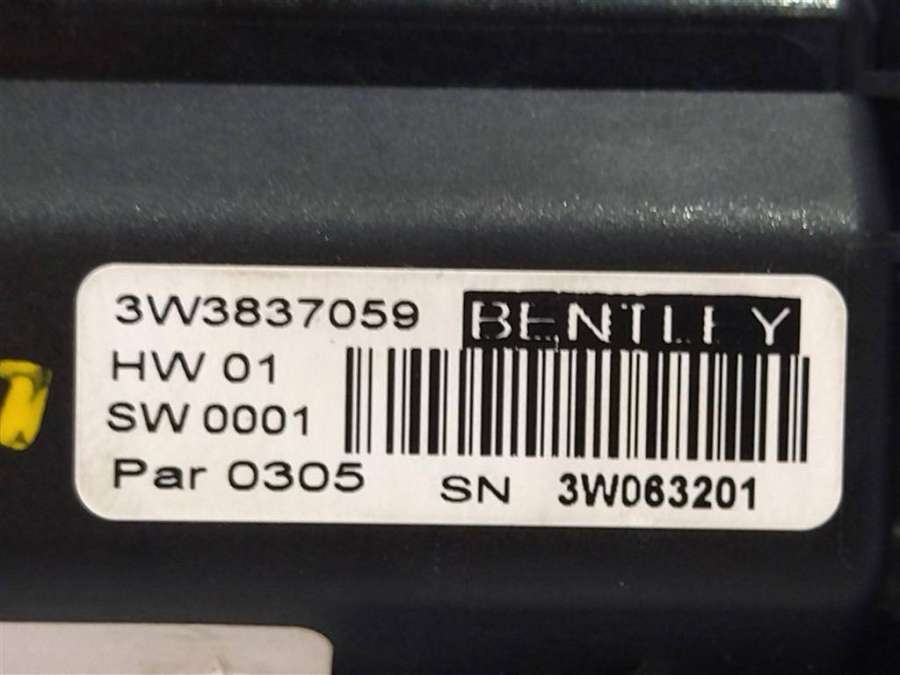 3W3837059 BENTLEY
HW 01
SW 0001
Par 0305 SN 3W063201